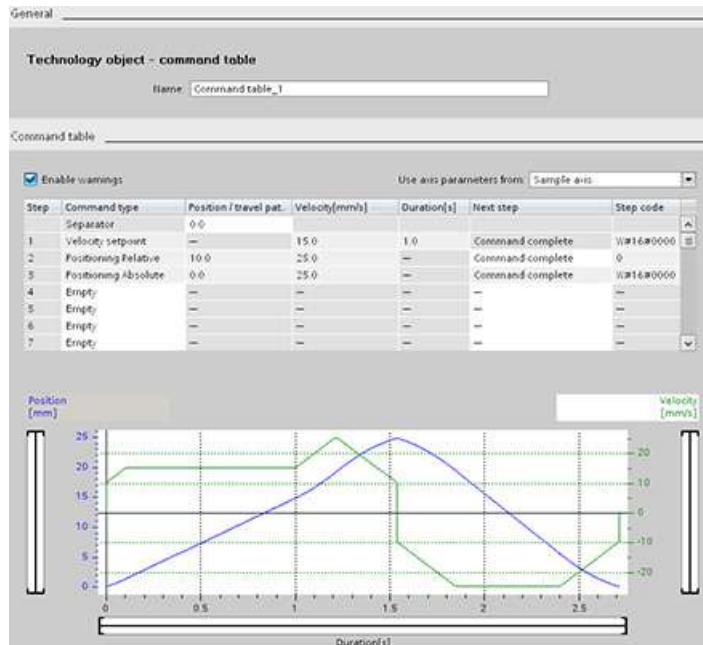 General
Technology object - command table
Name: Command table_1
Command table
Enable warnings
Use axis parameters from: Sample axis
Step Command type Position / travel pat. Velocity[mm/s] Duration[s] Next step Step code
Separator 0.0
1 Velocity setpoint — 15.0 1.0 Command complete W#16#0000
2 Positioning Relative 10.0 25.0 — Command complete 0
3 Positioning Absolute 0.0 25.0 — Command complete W#16#0000
4 Empty — — — — —
5 Empty — — — — —
6 Empty — — — — —
7 Empty — — — — —
Position
[mm]
Velocity
[mm/s]
25
20
15
10
5
0
20
10
0
-10
-20
0 0.5 1 1.5 2 2.5
Duration[s]